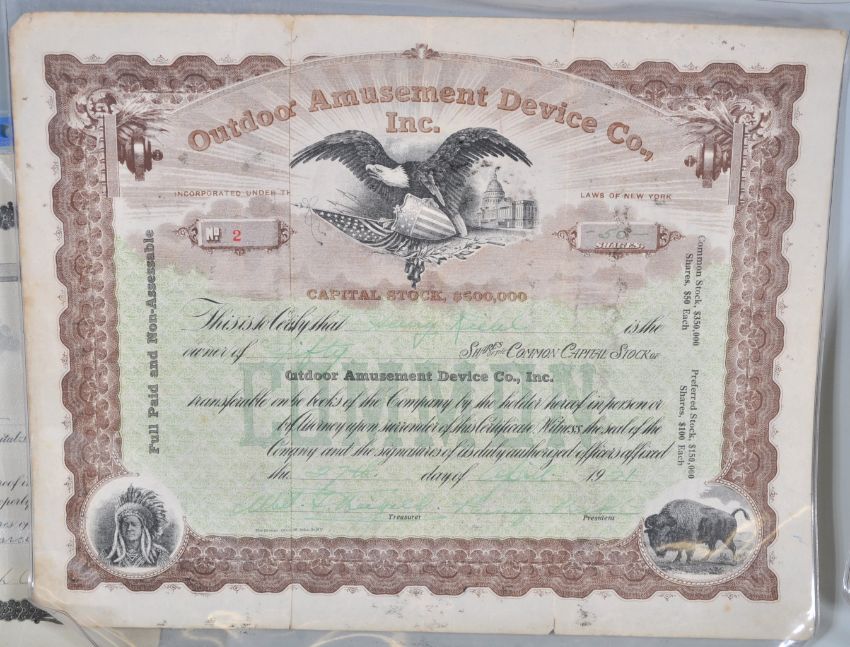 Outdoor Amusement Device Co.,
Inc.
INCORPORATED UNDER TH
LAWS OF NEW YORK
No 2
-50-
SHARES
CAPITAL STOCK, $500,000
Full Paid and Non-Assessable
Common Stock, $350,000
Shares, $50 Each
Preferred Stock, $150,000
Shares, $100 Each
This is to Certify that is the
owner of Fifty SHARES OF THE COMMON CAPITAL STOCK OF
Outdoor Amusement Device Co., Inc.
transferable on the books of the Company by the holder hereof in person or
by Attorney upon surrender of this Certificate. Witness, the seal of the
Company and the signatures of its duly authorized officers affixed
the day of April 19 21
Treasurer
President